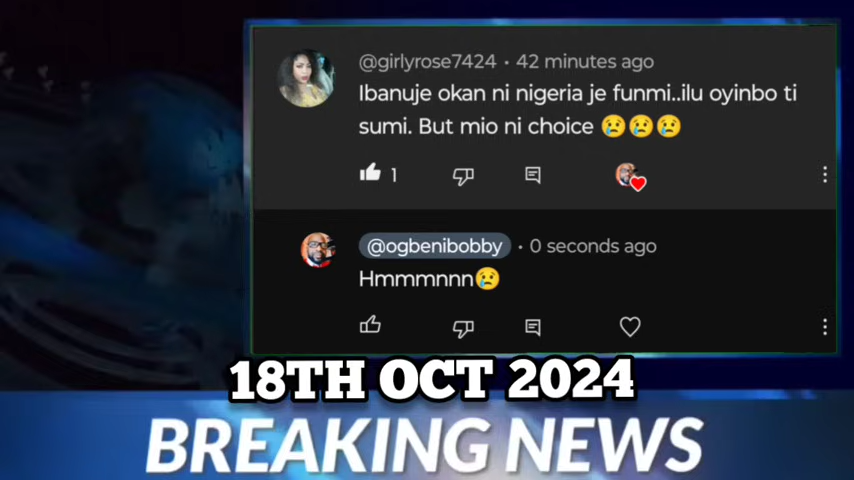 @girlyrose7424 · 42 minutes ago
Ibanuje okan ni nigeria je funmi..ilu oyinbo ti
sumi. But mio ni choice 😢😢😢
1
@ogbenibobby · 0 seconds ago
Hmmmnnn😢
18TH OCT 2024
BREAKING NEWS